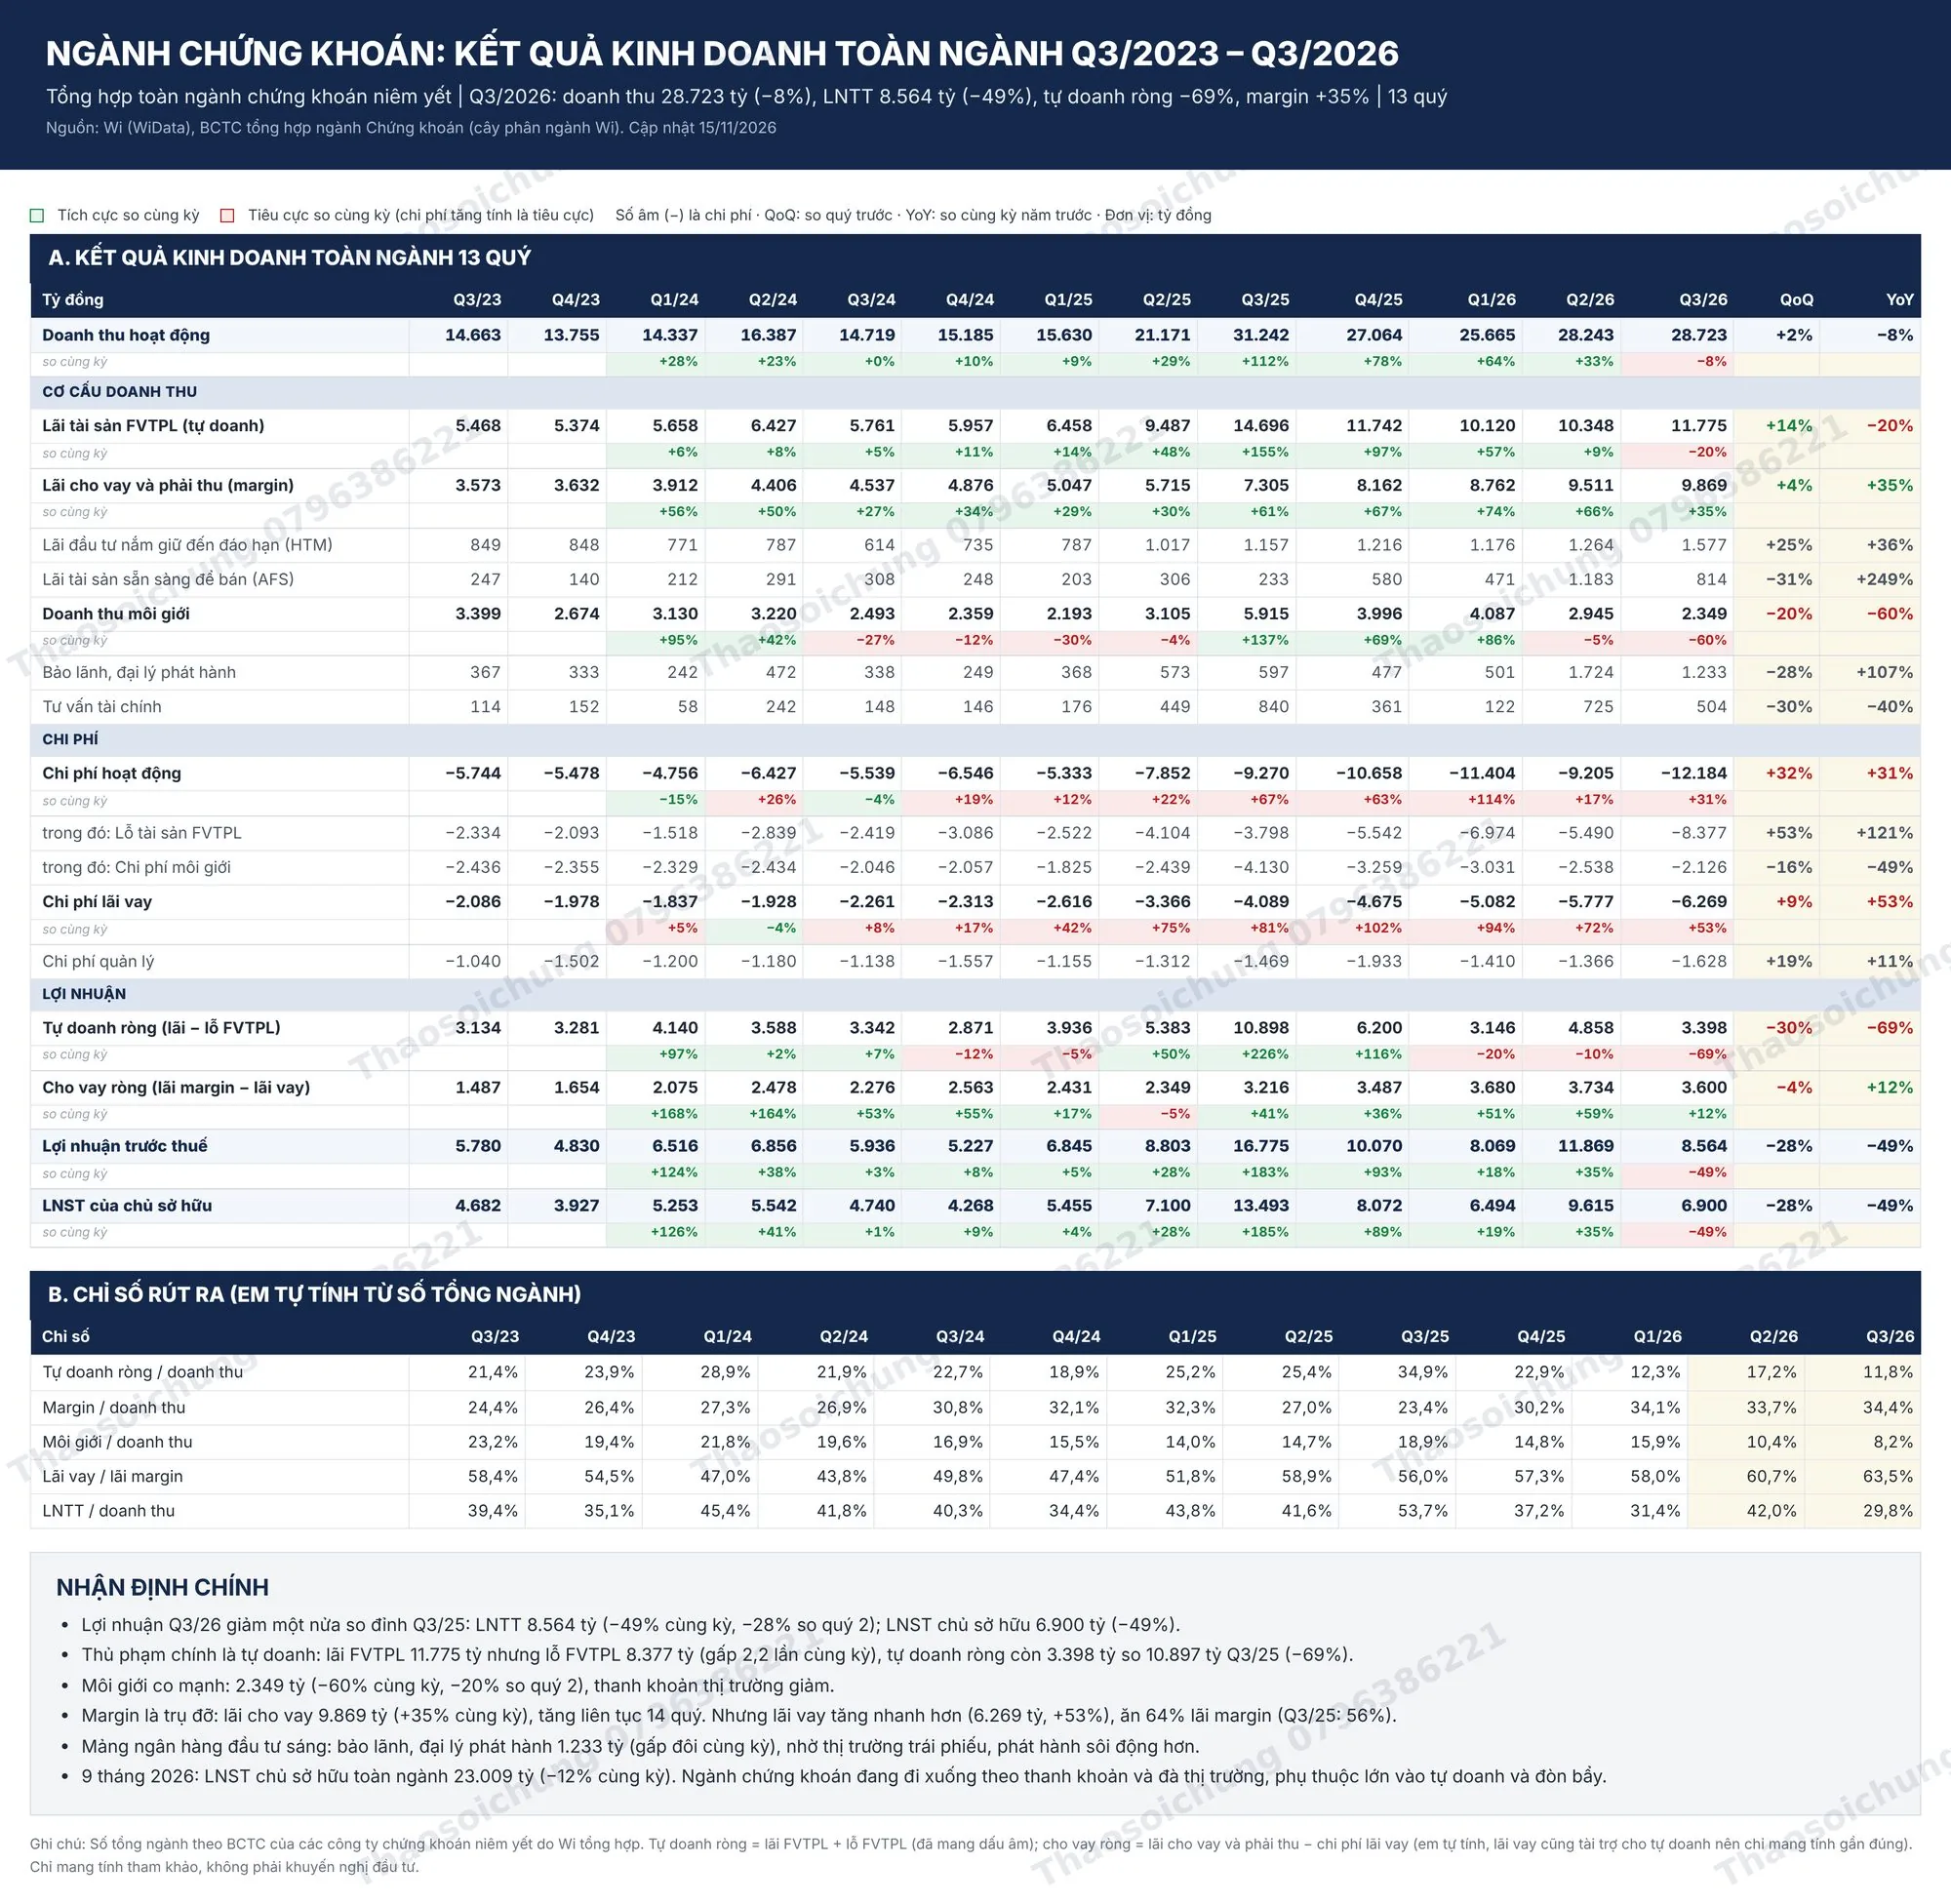 NGÀNH CHỨNG KHOÁN: KẾT QUẢ KINH DOANH TOÀN NGÀNH Q3/2023 – Q3/2026
Tổng hợp toàn ngành chứng khoán niêm yết | Q3/2026: doanh thu 28.723 tỷ (−8%), LNTT 8.564 tỷ (−49%), tự doanh ròng −69%, margin +35% | 13 quý
Nguồn: Wi (WiData), BCTC tổng hợp ngành Chứng khoán (cây phân ngành Wi). Cập nhật 15/11/2026
Tích cực so cùng kỳ Tiêu cực so cùng kỳ (chi phí tăng tính là tiêu cực) Số âm (−) là chi phí · QoQ: so quý trước · YoY: so cùng kỳ năm trước · Đơn vị: tỷ đồng
A. KẾT QUẢ KINH DOANH TOÀN NGÀNH 13 QUÝ
Tỷ đồng Q3/23 Q4/23 Q1/24 Q2/24 Q3/24 Q4/24 Q1/25 Q2/25 Q3/25 Q4/25 Q1/26 Q2/26 Q3/26 QoQ YoY
Doanh thu hoạt động 14.663 13.755 14.337 16.387 14.719 15.185 15.630 21.171 31.242 27.064 25.665 28.243 28.723 +2% −8%
so cùng kỳ +28% +23% +0% +10% +9% +29% +112% +78% +64% +33% −8%
CƠ CẤU DOANH THU
Lãi tài sản FVTPL (tự doanh) 5.468 5.374 5.658 6.427 5.761 5.957 6.458 9.487 14.696 11.742 10.120 10.348 11.775 +14% −20%
so cùng kỳ +6% +8% +5% +11% +14% +48% +155% +97% +57% +9% −20%
Lãi cho vay và phải thu (margin) 3.573 3.632 3.912 4.406 4.537 4.876 5.047 5.715 7.305 8.162 8.762 9.511 9.869 +4% +35%
so cùng kỳ +56% +50% +27% +34% +29% +30% +61% +67% +74% +66% +35%
Lãi đầu tư nắm giữ đến đáo hạn (HTM) 849 848 771 787 614 735 787 1.017 1.157 1.216 1.176 1.264 1.577 +25% +36%
Lãi tài sản sẵn sàng để bán (AFS) 247 140 212 291 308 248 203 306 233 580 471 1.183 814 −31% +249%
Doanh thu môi giới 3.399 2.674 3.130 3.220 2.493 2.359 2.193 3.105 5.915 3.996 4.087 2.945 2.349 −20% −60%
so cùng kỳ +95% +42% −27% −12% −30% −4% +137% +69% +86% −5% −60%
Bảo lãnh, đại lý phát hành 367 333 242 472 338 249 368 573 597 477 501 1.724 1.233 −28% +107%
Tư vấn tài chính 114 152 58 242 148 146 176 449 840 361 122 725 504 −30% −40%
CHI PHÍ
Chi phí hoạt động −5.744 −5.478 −4.756 −6.427 −5.539 −6.546 −5.333 −7.852 −9.270 −10.658 −11.404 −9.205 −12.184 +32% +31%
so cùng kỳ −15% +26% −4% +19% +12% +22% +67% +63% +114% +17% +31%
trong đó: Lỗ tài sản FVTPL −2.334 −2.093 −1.518 −2.839 −2.419 −3.086 −2.522 −4.104 −3.798 −5.542 −6.974 −5.490 −8.377 +53% +121%
trong đó: Chi phí môi giới −2.436 −2.355 −2.329 −2.434 −2.046 −2.057 −1.825 −2.439 −4.130 −3.259 −3.031 −2.538 −2.126 −16% −49%
Chi phí lãi vay −2.086 −1.978 −1.837 −1.928 −2.261 −2.313 −2.616 −3.366 −4.089 −4.675 −5.082 −5.777 −6.269 +9% +53%
so cùng kỳ +5% −4% +8% +17% +42% +75% +81% +102% +94% +72% +53%
Chi phí quản lý −1.040 −1.502 −1.200 −1.180 −1.138 −1.557 −1.155 −1.312 −1.469 −1.933 −1.410 −1.366 −1.628 +19% +11%
LỢI NHUẬN
Tự doanh ròng (lãi − lỗ FVTPL) 3.134 3.281 4.140 3.588 3.342 2.871 3.936 5.383 10.898 6.200 3.146 4.858 3.398 −30% −69%
so cùng kỳ +97% +2% +7% −12% −5% +50% +226% +116% −20% −10% −69%
Cho vay ròng (lãi margin − lãi vay) 1.487 1.654 2.075 2.478 2.276 2.563 2.431 2.349 3.216 3.487 3.680 3.734 3.600 −4% +12%
so cùng kỳ +168% +164% +53% +55% +17% −5% +41% +36% +51% +59% +12%
Lợi nhuận trước thuế 5.780 4.830 6.516 6.856 5.936 5.227 6.845 8.803 16.775 10.070 8.069 11.869 8.564 −28% −49%
so cùng kỳ +124% +38% +3% +8% +5% +28% +183% +93% +18% +35% −49%
LNST của chủ sở hữu 4.682 3.927 5.253 5.542 4.740 4.268 5.455 7.100 13.493 8.072 6.494 9.615 6.900 −28% −49%
so cùng kỳ +126% +41% +1% +9% +4% +28% +185% +89% +19% +35% −49%
B. CHỈ SỐ RÚT RA (EM TỰ TÍNH TỪ SỐ TỔNG NGÀNH)
Chỉ số Q3/23 Q4/23 Q1/24 Q2/24 Q3/24 Q4/24 Q1/25 Q2/25 Q3/25 Q4/25 Q1/26 Q2/26 Q3/26
Tự doanh ròng / doanh thu 21,4% 23,9% 28,9% 21,9% 22,7% 18,9% 25,2% 25,4% 34,9% 22,9% 12,3% 17,2% 11,8%
Margin / doanh thu 24,4% 26,4% 27,3% 26,9% 30,8% 32,1% 32,3% 27,0% 23,4% 30,2% 34,1% 33,7% 34,4%
Môi giới / doanh thu 23,2% 19,4% 21,8% 19,6% 16,9% 15,5% 14,0% 14,7% 18,9% 14,8% 15,9% 10,4% 8,2%
Lãi vay / lãi margin 58,4% 54,5% 47,0% 43,8% 49,8% 47,4% 51,8% 58,9% 56,0% 57,3% 58,0% 60,7% 63,5%
LNTT / doanh thu 39,4% 35,1% 45,4% 41,8% 40,3% 34,4% 43,8% 41,6% 53,7% 37,2% 31,4% 42,0% 29,8%
NHẬN ĐỊNH CHÍNH
• Lợi nhuận Q3/26 giảm một nửa so đỉnh Q3/25: LNTT 8.564 tỷ (−49% cùng kỳ, −28% so quý 2); LNST chủ sở hữu 6.900 tỷ (−49%).
• Thủ phạm chính là tự doanh: lãi FVTPL 11.775 tỷ nhưng lỗ FVTPL 8.377 tỷ (gấp 2,2 lần cùng kỳ), tự doanh ròng còn 3.398 tỷ so 10.897 tỷ Q3/25 (−69%).
• Môi giới co mạnh: 2.349 tỷ (−60% cùng kỳ, −20% so quý 2), thanh khoản thị trường giảm.
• Margin là trụ đỡ: lãi cho vay 9.869 tỷ (+35% cùng kỳ), tăng liên tục 14 quý. Nhưng lãi vay tăng nhanh hơn (6.269 tỷ, +53%), ăn 64% lãi margin (Q3/25: 56%).
• Mảng ngân hàng đầu tư sáng: bảo lãnh, đại lý phát hành 1.233 tỷ (gấp đôi cùng kỳ), nhờ thị trường trái phiếu, phát hành sôi động hơn.
• 9 tháng 2026: LNST chủ sở hữu toàn ngành 23.009 tỷ (−12% cùng kỳ). Ngành chứng khoán đang đi xuống theo thanh khoản và đà thị trường, phụ thuộc lớn vào tự doanh và đòn bẩy.
Ghi chú: Số tổng ngành theo BCTC của các công ty chứng khoán niêm yết do Wi tổng hợp. Tự doanh ròng = lãi FVTPL + lỗ FVTPL (đã mang dấu âm); cho vay ròng = lãi cho vay và phải thu − chi phí lãi vay (em tự tính, lãi vay cũng tài trợ cho tự doanh nên chỉ mang tính gần đúng).
Chỉ mang tính tham khảo, không phải khuyến nghị đầu tư.
Thaosoichung 0796386221